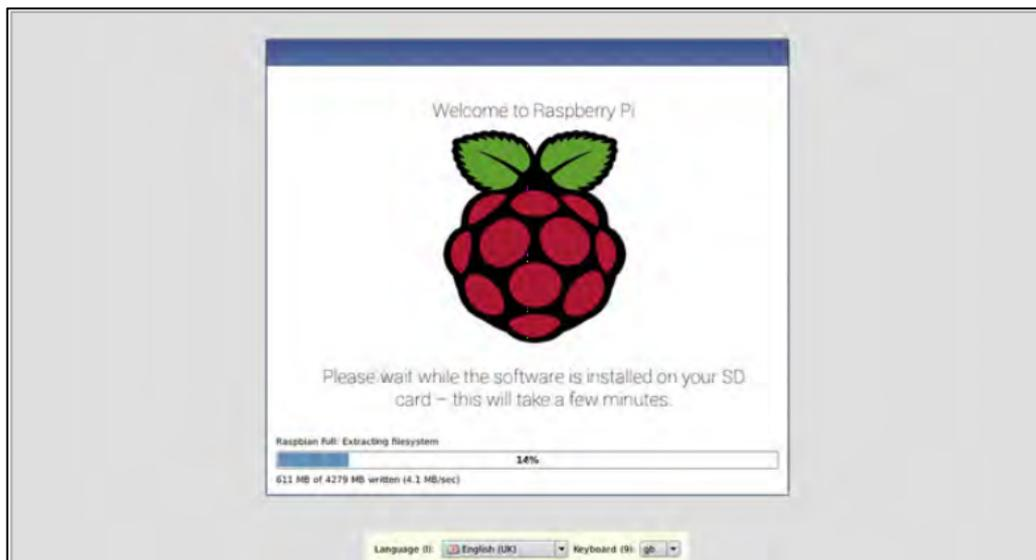 Welcome to Raspberry Pi
Please wait while the software is installed on your SD
card – this will take a few minutes.
Raspbian Full: Extracting filesystem
14%
611 MB of 4279 MB written (4.1 MB/sec)
Language (l): English (UK) Keyboard (9): gb